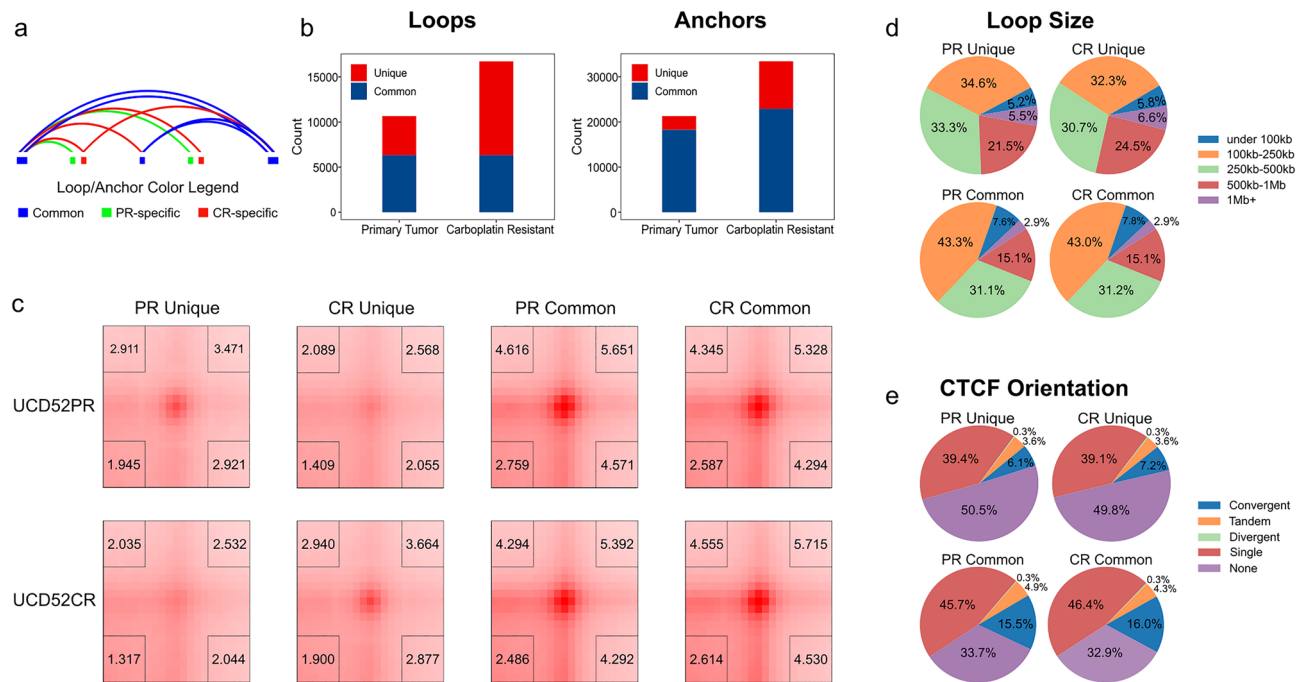 a
Loop/Anchor Color Legend
Common PR-specific CR-specific
b
Loops
Count
15000
10000
5000
0
Unique
Common
Primary Tumor Carboplatin Resistant
Anchors
Count
30000
20000
10000
0
Unique
Common
Primary Tumor Carboplatin Resistant
c
PR Unique CR Unique PR Common CR Common
UCD52PR
2.911 3.471 2.089 2.568 4.616 5.651 4.345 5.328
1.945 2.921 1.409 2.055 2.759 4.571 2.587 4.294
UCD52CR
2.035 2.532 2.940 3.664 4.294 5.392 4.555 5.715
1.317 2.044 1.900 2.877 2.486 4.292 2.614 4.530
d
Loop Size
PR Unique
34.6%
5.2%
5.5%
33.3%
21.5%
CR Unique
32.3%
5.8%
6.6%
30.7%
24.5%
PR Common
7.6%
2.9%
43.3%
15.1%
31.1%
CR Common
7.8%
2.9%
43.0%
15.1%
31.2%
under 100kb
100kb-250kb
250kb-500kb
500kb-1Mb
1Mb+
e
CTCF Orientation
PR Unique
0.3%
3.6%
39.4%
6.1%
50.5%
CR Unique
0.3%
3.6%
39.1%
7.2%
49.8%
PR Common
0.3%
4.9%
45.7%
15.5%
33.7%
CR Common
0.3%
4.3%
46.4%
16.0%
32.9%
Convergent
Tandem
Divergent
Single
None